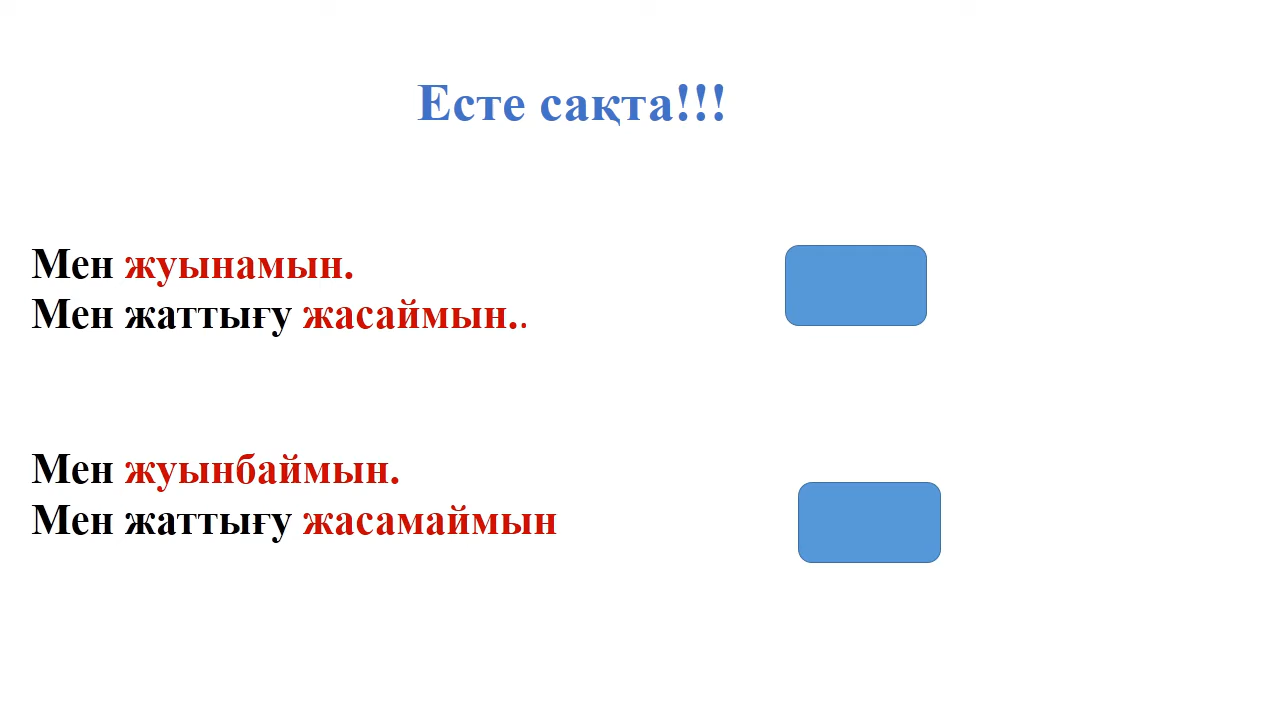 Есте сақта!!!
Мен жуынамын.
Мен жаттығу жасаймын..
Мен жуынбаймын.
Мен жаттығу жасамаймын